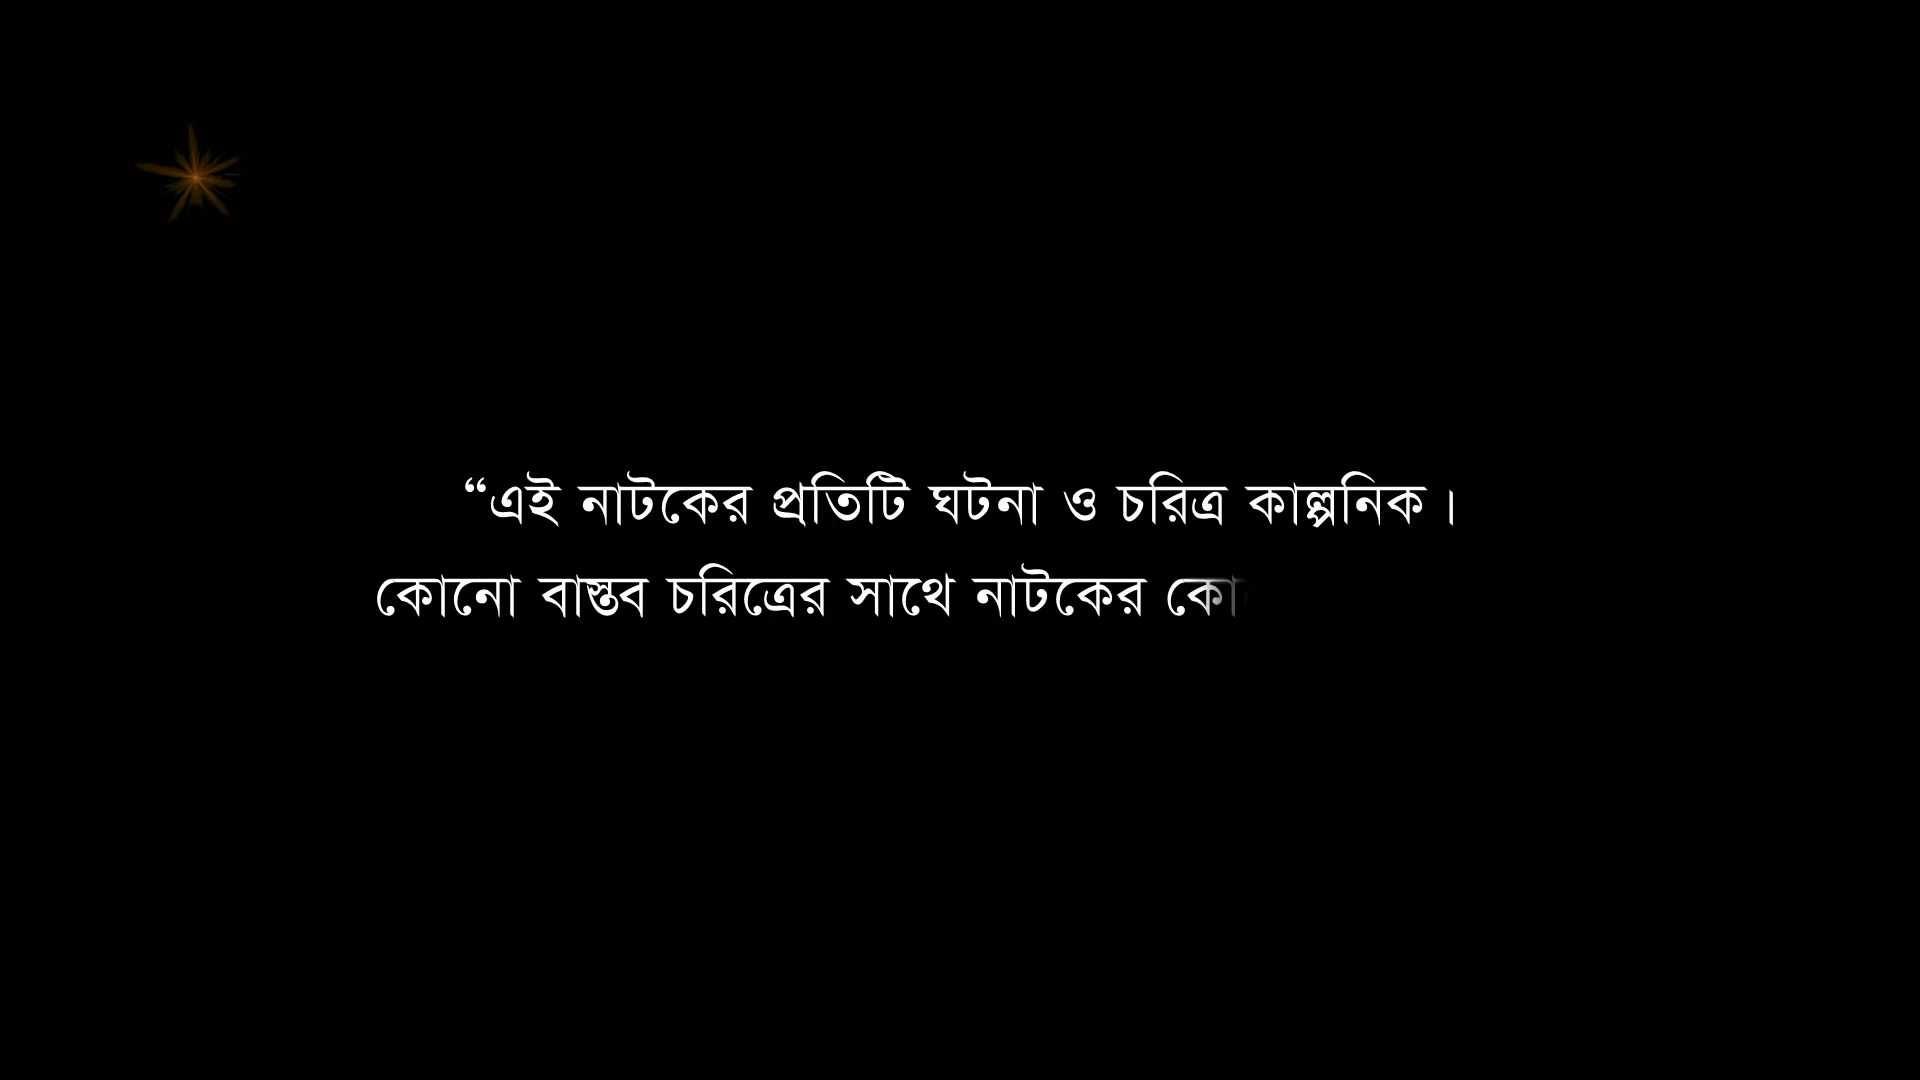 “এই নাটকের প্রতিটি ঘটনা ও চরিত্র কাল্পনিক।
কোনো বাস্তব চরিত্রের সাথে নাটকের